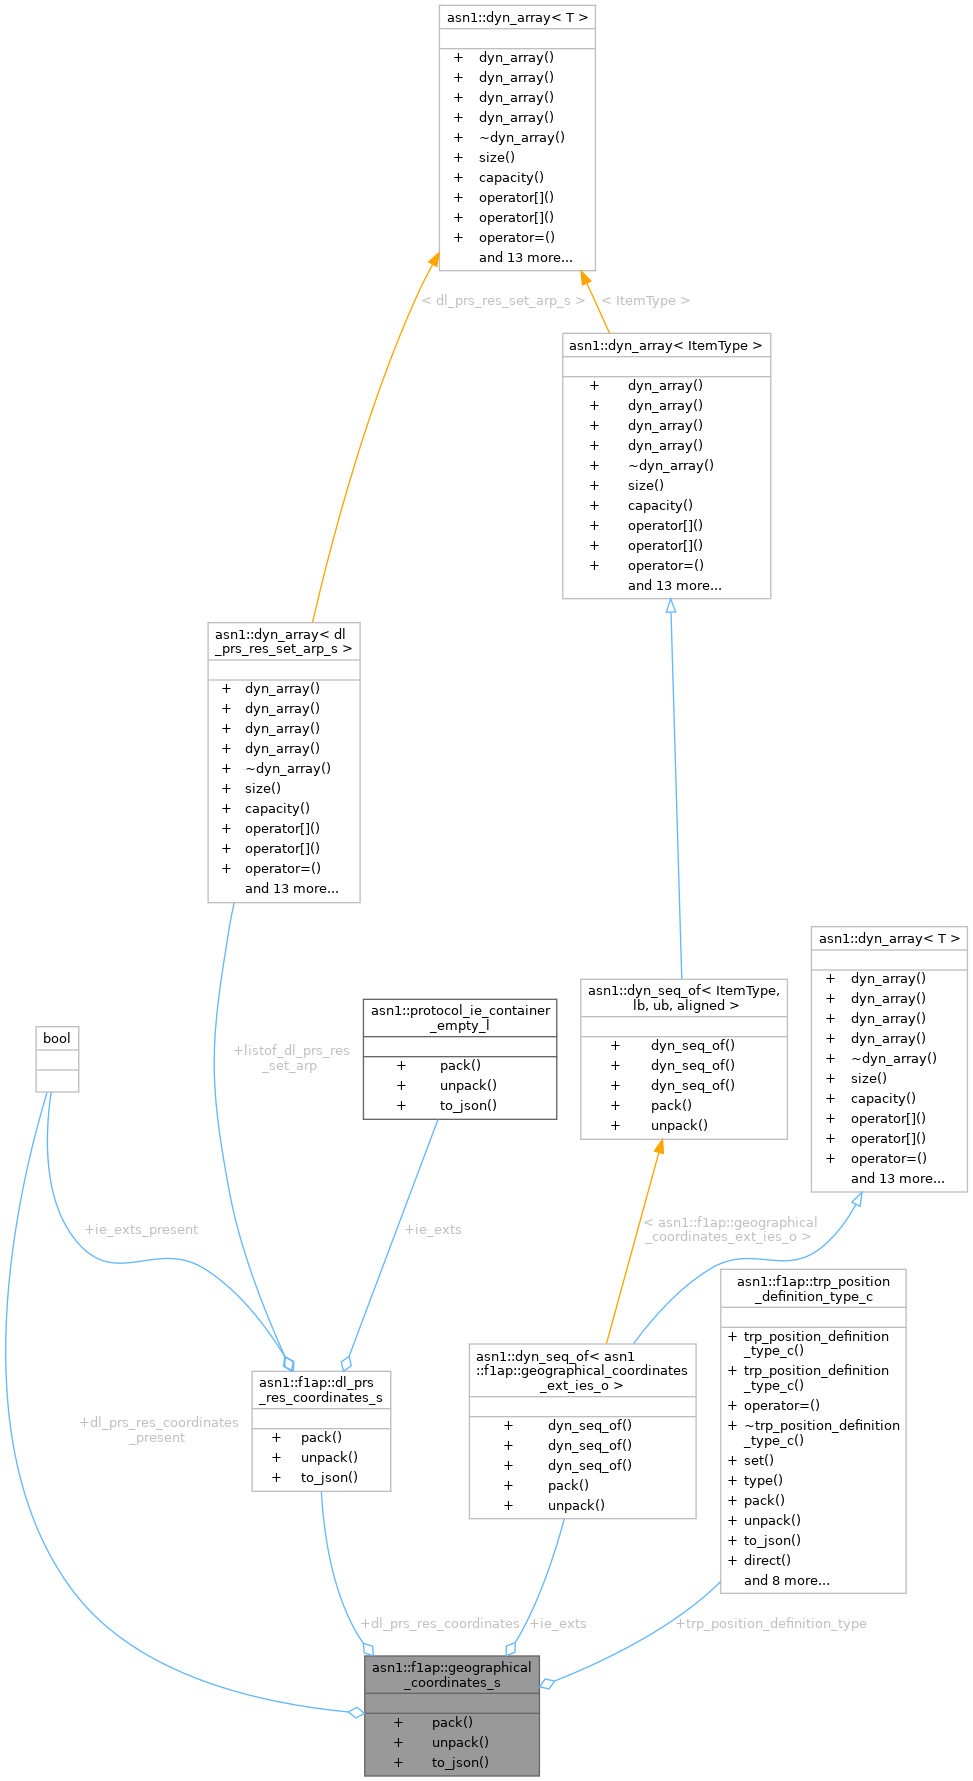 asn1::dyn_array< T >
+ dyn_array()
+ dyn_array()
+ dyn_array()
+ dyn_array()
+ ~dyn_array()
+ size()
+ capacity()
+ operator[]()
+ operator[]()
+ operator=()
and 13 more...
< dl_prs_res_set_arp_s >
< ItemType >
asn1::dyn_array< ItemType >
+ dyn_array()
+ dyn_array()
+ dyn_array()
+ dyn_array()
+ ~dyn_array()
+ size()
+ capacity()
+ operator[]()
+ operator[]()
+ operator=()
and 13 more...
asn1::dyn_array< dl
_prs_res_set_arp_s >
+ dyn_array()
+ dyn_array()
+ dyn_array()
+ dyn_array()
+ ~dyn_array()
+ size()
+ capacity()
+ operator[]()
+ operator[]()
+ operator=()
and 13 more...
asn1::dyn_array< T >
+ dyn_array()
+ dyn_array()
+ dyn_array()
+ dyn_array()
+ ~dyn_array()
+ size()
+ capacity()
+ operator[]()
+ operator[]()
+ operator=()
and 13 more...
asn1::dyn_seq_of< ItemType,
lb, ub, aligned >
+ dyn_seq_of()
+ dyn_seq_of()
+ dyn_seq_of()
+ pack()
+ unpack()
asn1::protocol_ie_container
_empty_l
+ pack()
+ unpack()
+ to_json()
bool
+listof_dl_prs_res
_set_arp
+ie_exts_present
+ie_exts
< asn1::f1ap::geographical
_coordinates_ext_ies_o >
asn1::f1ap::trp_position
_definition_type_c
+ trp_position_definition
_type_c()
+ trp_position_definition
_type_c()
+ operator=()
+ ~trp_position_definition
_type_c()
+ set()
+ type()
+ pack()
+ unpack()
+ to_json()
+ direct()
and 8 more...
asn1::dyn_seq_of< asn1
::f1ap::geographical_coordinates
_ext_ies_o >
+ dyn_seq_of()
+ dyn_seq_of()
+ dyn_seq_of()
+ pack()
+ unpack()
asn1::f1ap::dl_prs
_res_coordinates_s
+ pack()
+ unpack()
+ to_json()
+dl_prs_res_coordinates
_present
+dl_prs_res_coordinates
+ie_exts
+trp_position_definition_type
asn1::f1ap::geographical
_coordinates_s
+ pack()
+ unpack()
+ to_json()